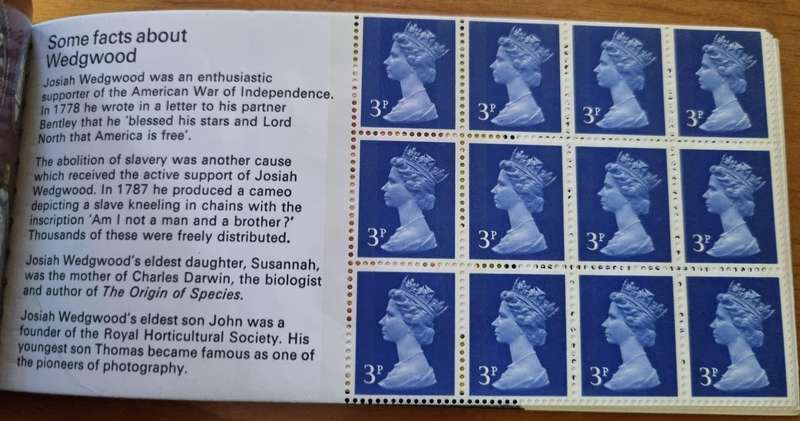 Some facts about
Wedgwood
Josiah Wedgwood was an enthusiastic
supporter of the American War of Independence.
In 1778 he wrote in a letter to his partner
Bentley that he 'blessed his stars and Lord
North that America is free'.
The abolition of slavery was another cause
which received the active support of Josiah
Wedgwood. In 1787 he produced a cameo
depicting a slave kneeling in chains with the
inscription 'Am I not a man and a brother?'
Thousands of these were freely distributed.
Josiah Wedgwood's eldest daughter, Susannah,
was the mother of Charles Darwin, the biologist
and author of The Origin of Species.
Josiah Wedgwood's eldest son John was a
founder of the Royal Horticultural Society. His
youngest son Thomas became famous as one of
the pioneers of photography.
3P 3P 3P 3P
3P 3P 3P 3P
3P 3P 3P 3P